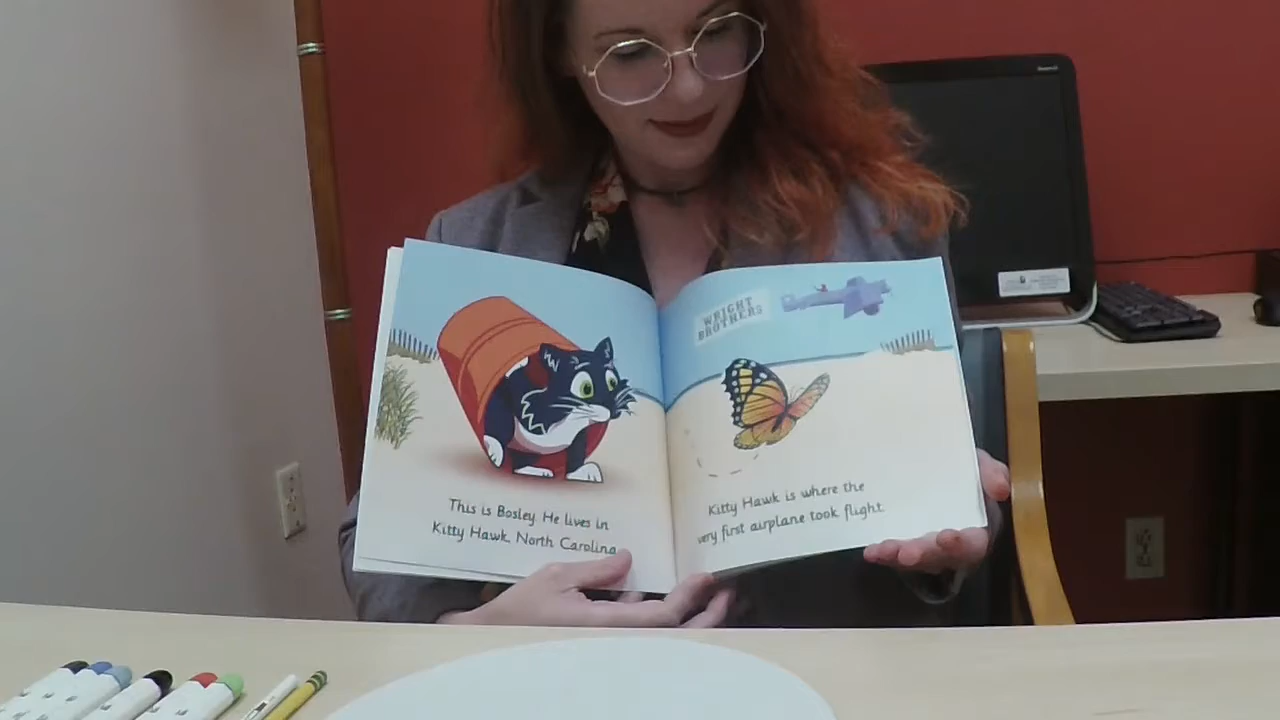 WRIGHT
BROTHERS
This is Bosley. He lives in
Kitty Hawk, North Carolina.
Kitty Hawk is where the
very first airplane took flight.